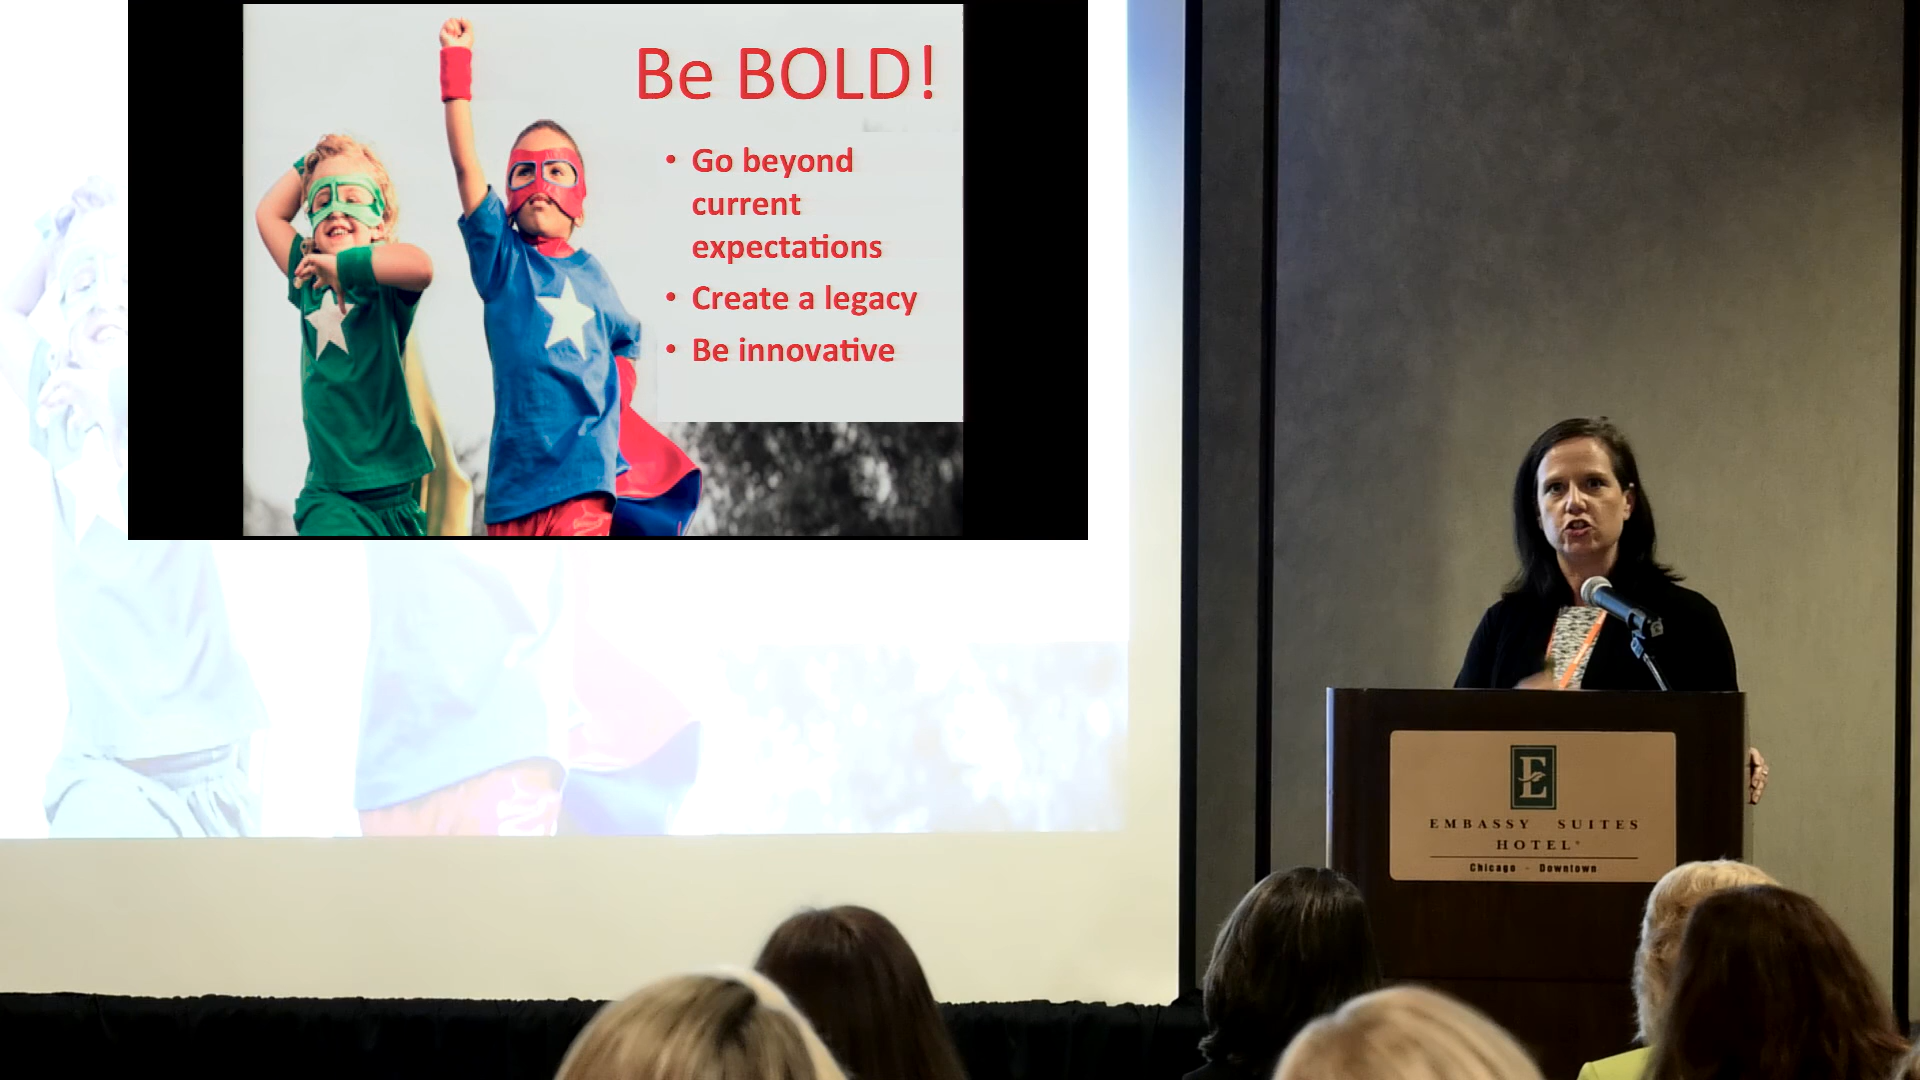 Be BOLD!
• Go beyond
current
expectations
• Create a legacy
• Be innovative
E
EMBASSY SUITES
HOTEL®
Chicago - Downtown